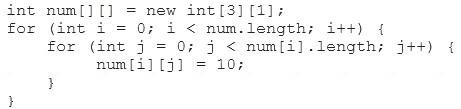 int num[][] = new int[3][1];
for (int i = 0; i < num.length; i++) {
    for (int j = 0; j < num[i].length; j++) {
        num[i][j] = 10;
    }
}